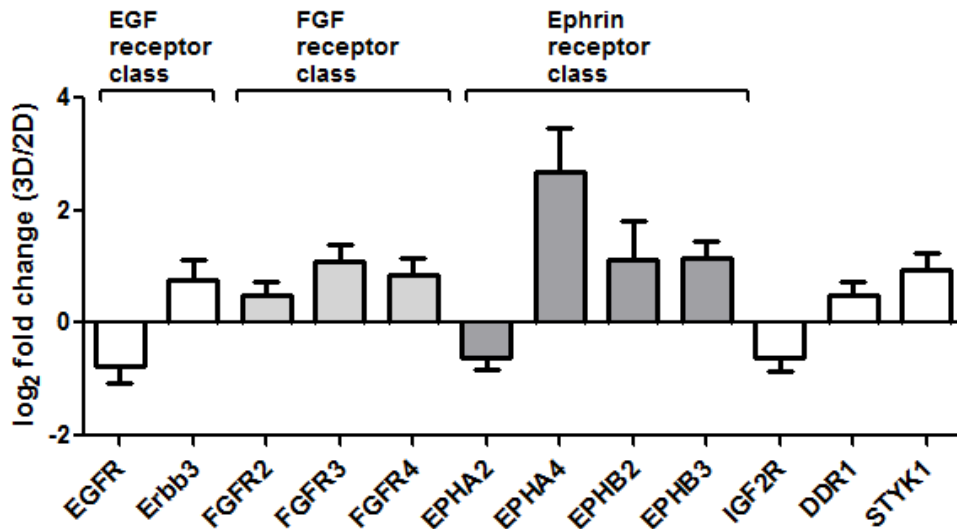 EGF
receptor
class
FGF
receptor
class
Ephrin
receptor
class
log₂ fold change (3D/2D)
4
2
0
-2
EGFR
Erbb3
FGFR2
FGFR3
FGFR4
EPHA2
EPHA4
EPHB2
EPHB3
IGF2R
DDR1
STYK1